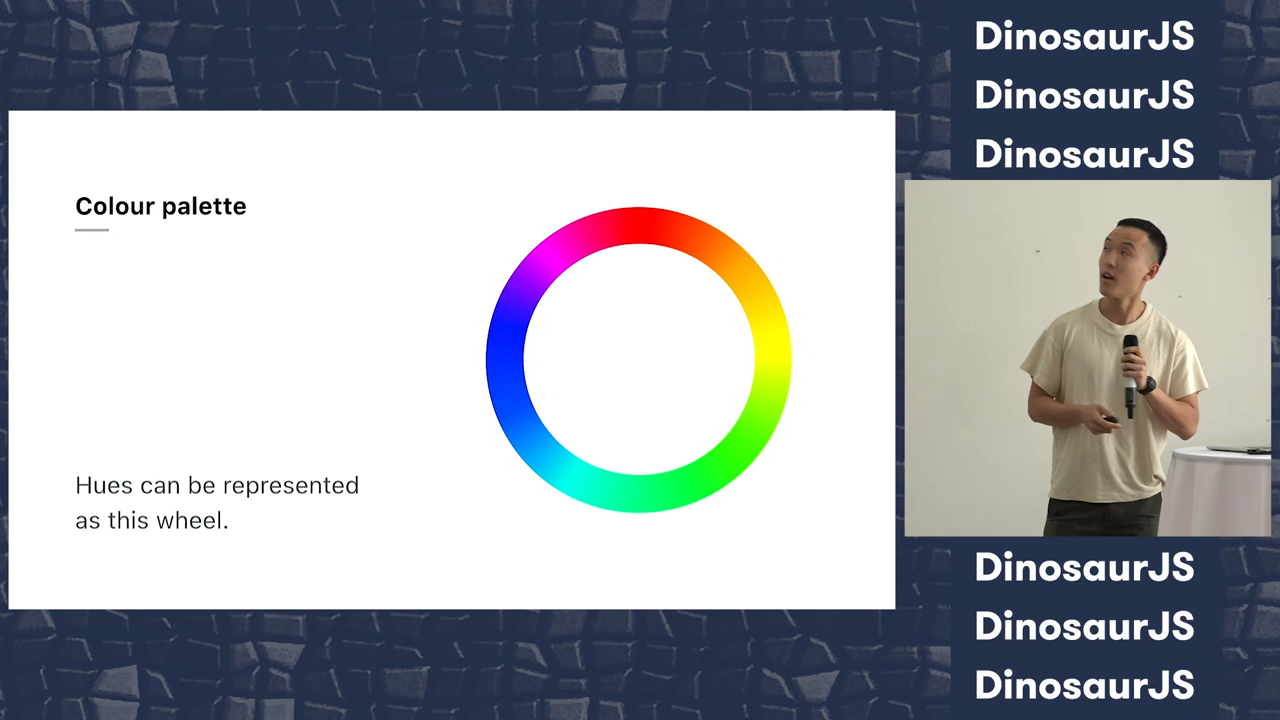 DinosaurJS
DinosaurJS
DinosaurJS
Colour palette
Hues can be represented
as this wheel.
DinosaurJS
DinosaurJS
DinosaurJS